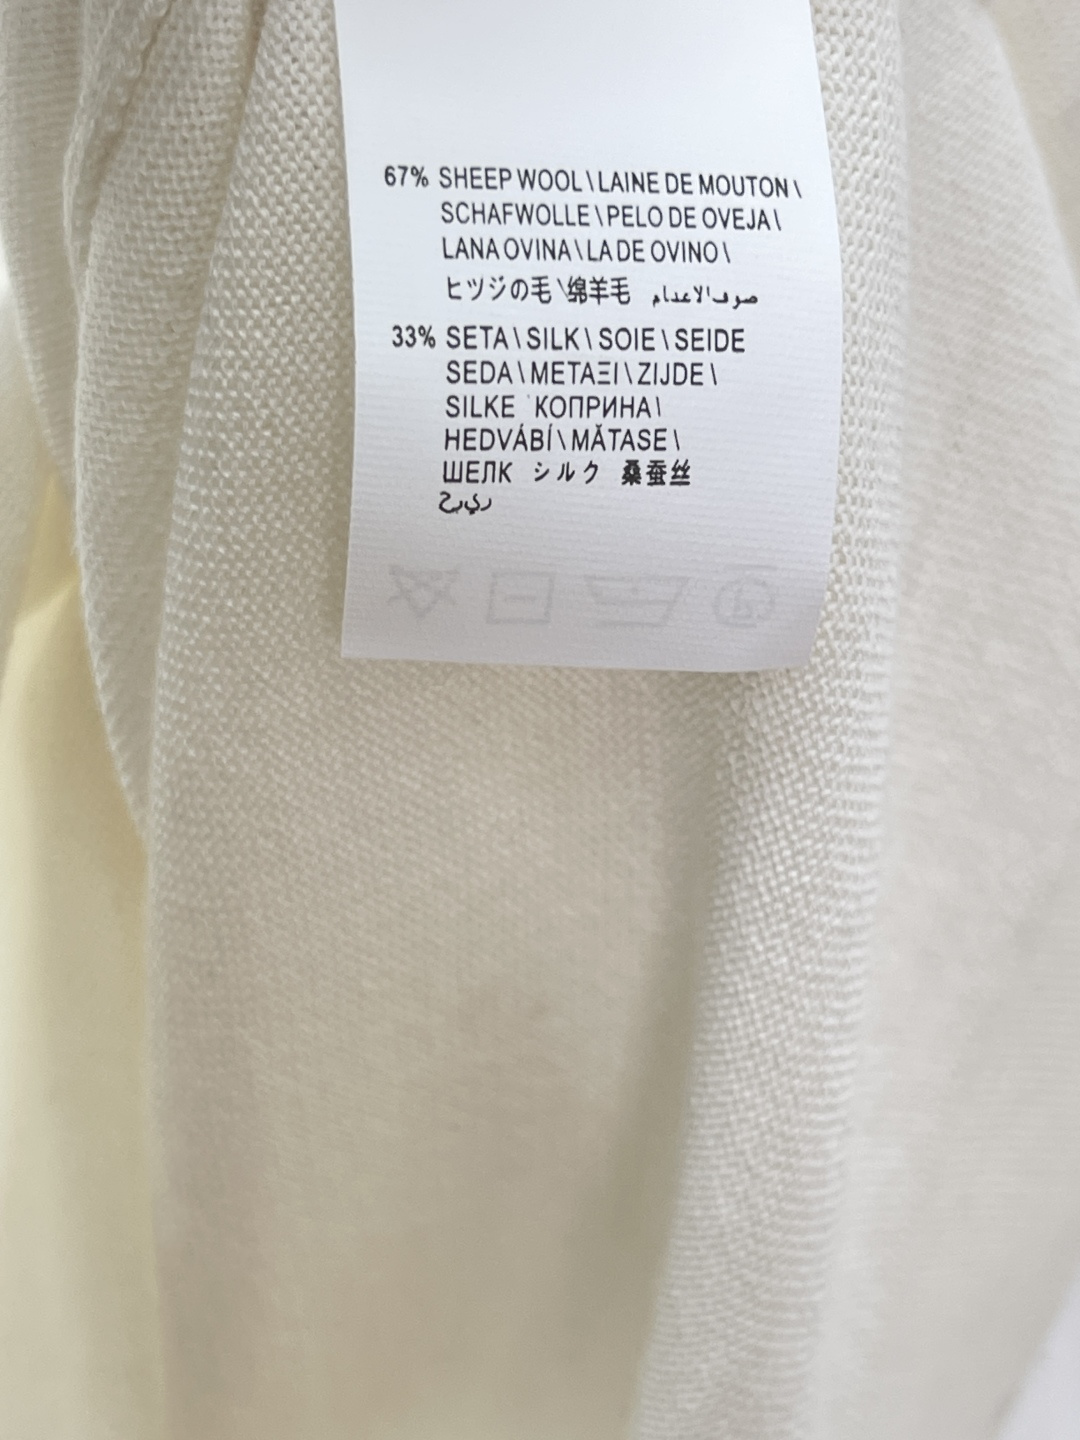 67% SHEEP WOOL\LAINE DE MOUTON\
SCHAFWOLLE\PELO DE OVEJA\
LANA OVINA\LA DE OVINO\
ヒツジの毛\绵羊毛 صوف الاعدام
33% SETA\SILK\SOIE\SEIDE
SEDA\METAΞI\ZIJDE\
SILKE КОПРИНА\
HEDVÁBÍ\MĂTASE\
ШЕЛК シルク 桑蚕丝